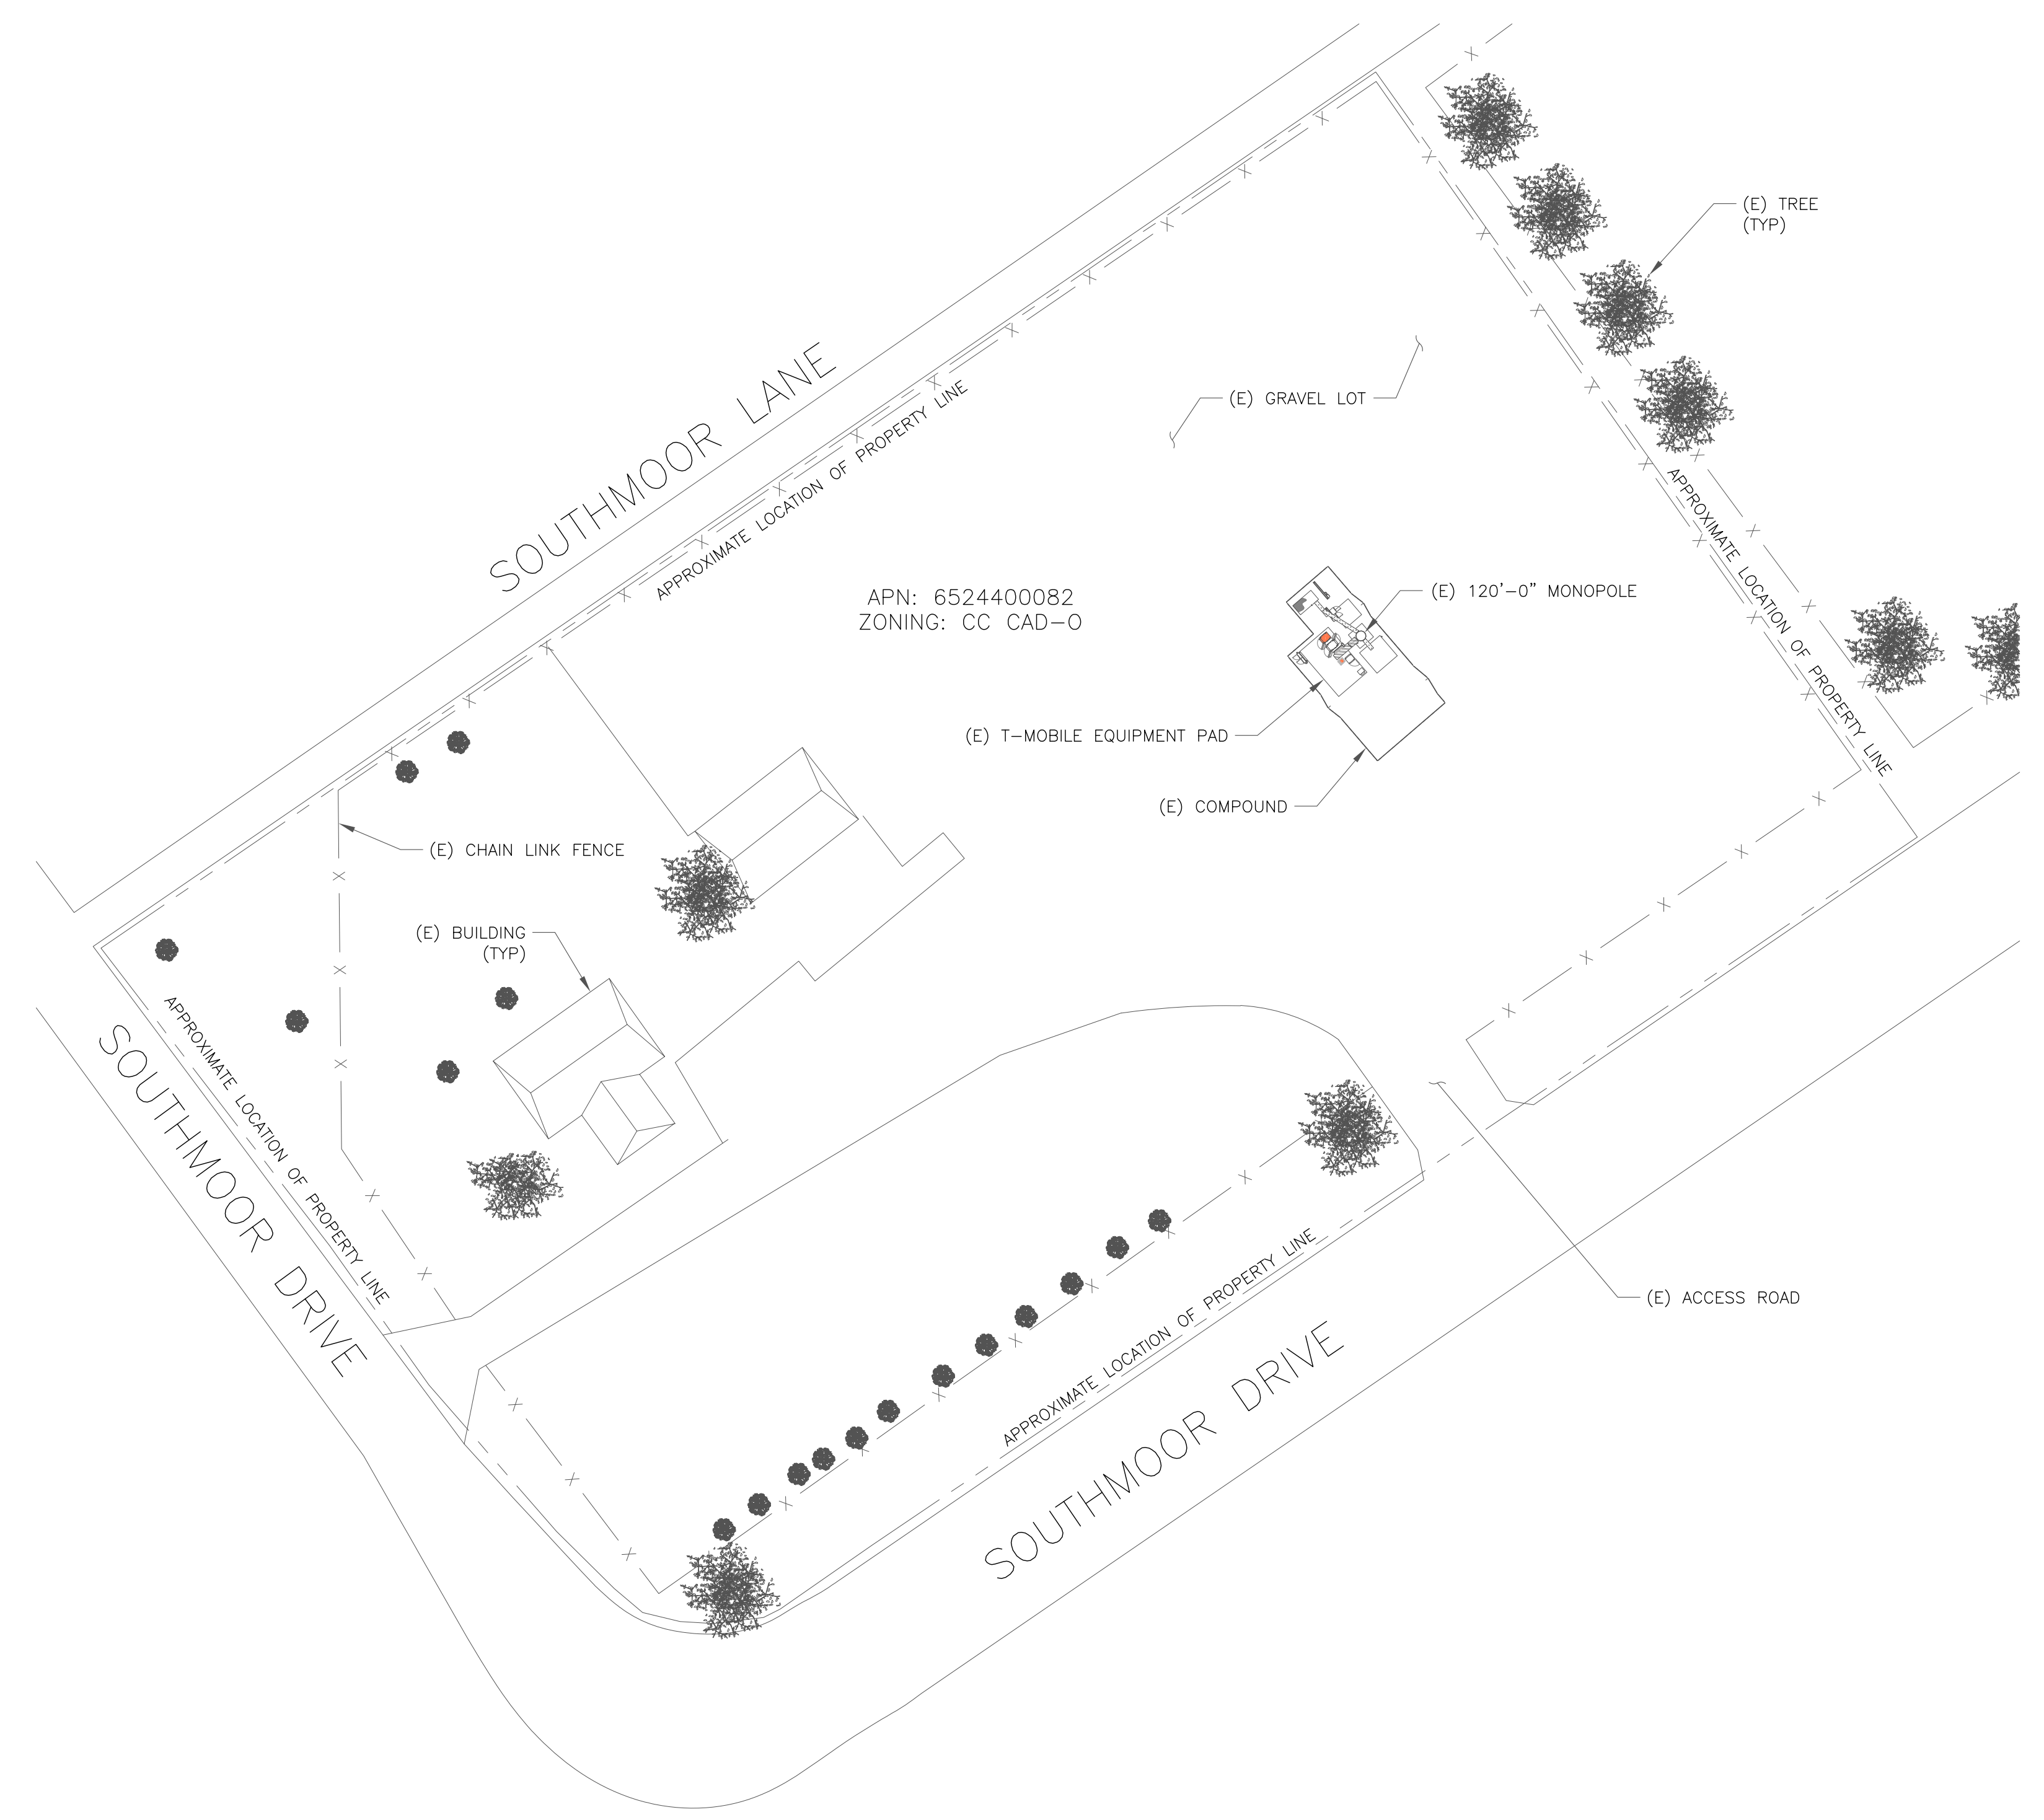 (E) TREE
(TYP)
SOUTHMOOR LANE
APPROXIMATE LOCATION OF PROPERTY LINE
(E) GRAVEL LOT
APN: 6524400082
ZONING: CC CAD-O
(E) 120'-0" MONOPOLE
APPROXIMATE LOCATION OF PROPERTY LINE
(E) T-MOBILE EQUIPMENT PAD
(E) COMPOUND
(E) CHAIN LINK FENCE
(E) BUILDING
(TYP)
APPROXIMATE LOCATION OF PROPERTY LINE
SOUTHMOOR DRIVE
(E) ACCESS ROAD
APPROXIMATE LOCATION OF PROPERTY LINE
SOUTHMOOR DRIVE